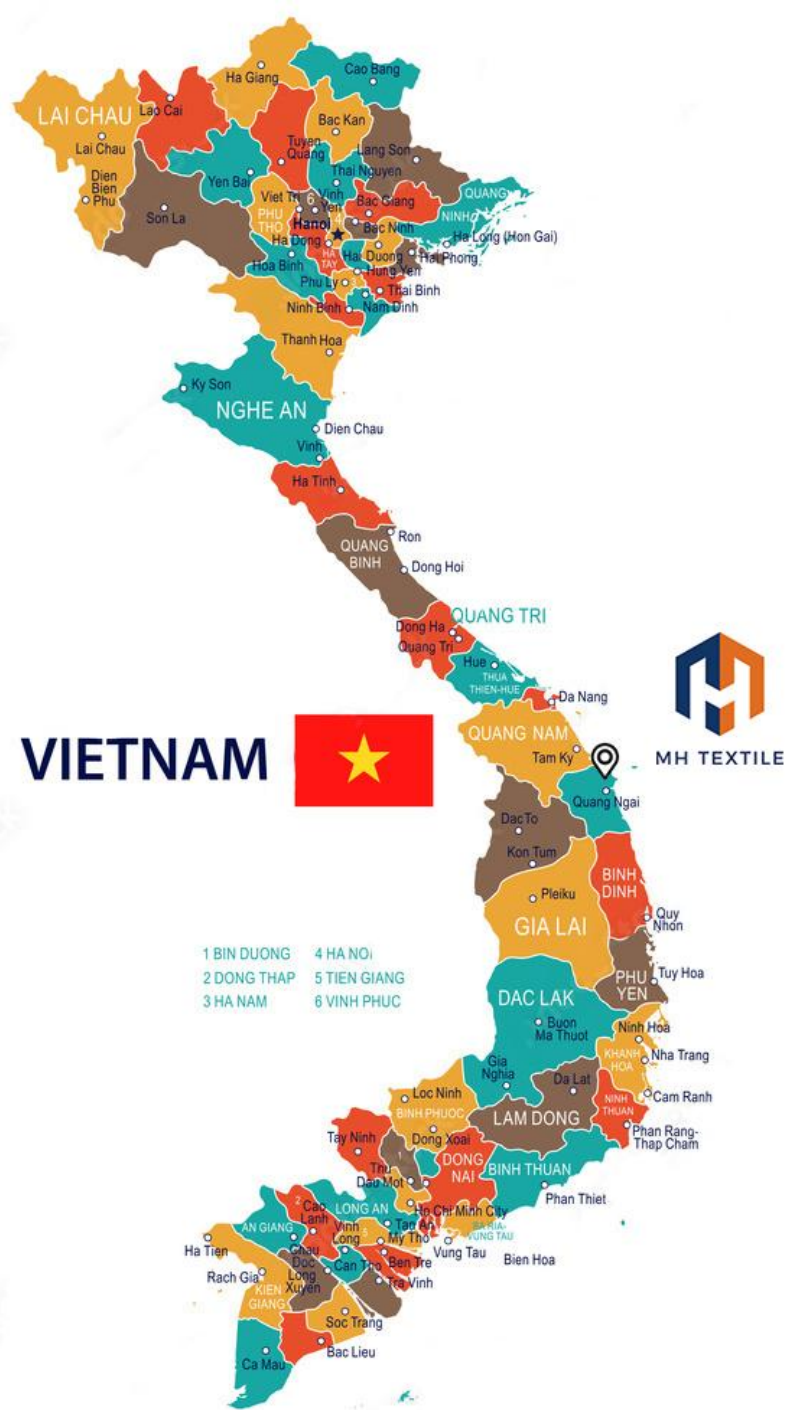 Ha Giang
Cao Bang
LAI CHAU
Lao Cai
Bac Kan
Lai Chau
Tuyen
Quang
Lang Son
Dien
Bien
Phu
Yen Bai
Thai Nguyen
Son La
Viet Tri
6
Vinh
Yen
Bac Giang
QUANG
NINH
PHU
THO
Hanoi
4
Bac Ninh
Ha Dong
HA
TAY
Hai
Duong
Hai Phong
Ha Long (Hon Gai)
Hoa Binh
Hung Yen
Phu Ly
3
Thai Binh
Ninh Binh
Nam Dinh
Thanh Hoa
Ky Son
NGHE AN
Dien Chau
Vinh
Ha Tinh
Ron
QUANG
BINH
Dong Hoi
QUANG TRI
Dong Ha
Quang Tri
Hue
THUA
THIEN-HUE
Da Nang
QUANG NAM
Tam Ky
VIETNAM
MH TEXTILE
Quang Ngai
Dac To
Kon Tum
BINH
DINH
Pleiku
GIA LAI
Quy
Nhon
1 BIN DUONG 4 HA NOi
2 DONG THAP 5 TIEN GIANG
3 HA NAM 6 VINH PHUC
PHU
YEN
Tuy Hoa
DAC LAK
Buon
Ma Thuot
Ninh Hoa
KHANH
HOA
Nha Trang
Gia
Nghia
Da Lat
Cam Ranh
Loc Ninh
BINH PHUOC
LAM DONG
NINH
THUAN
Dong Xoai
Phan Rang-
Thap Cham
Tay Ninh
1
Thu
Dau Mot
DONG
NAI
BINH THUAN
Phan Thiet
2
Cao
Lanh
LONG AN
Ho Chi Minh City
AN GIANG
Vinh
Long
5
Tan An
My Tho
BA RIA-
VUNG TAU
Vung Tau
Bien Hoa
Ha Tien
Chau
Doc
Can Tho
Ben Tre
Rach Gia
Long
Xuyen
Tra Vinh
KIEN
GIANG
Soc Trang
Bac Lieu
Ca Mau